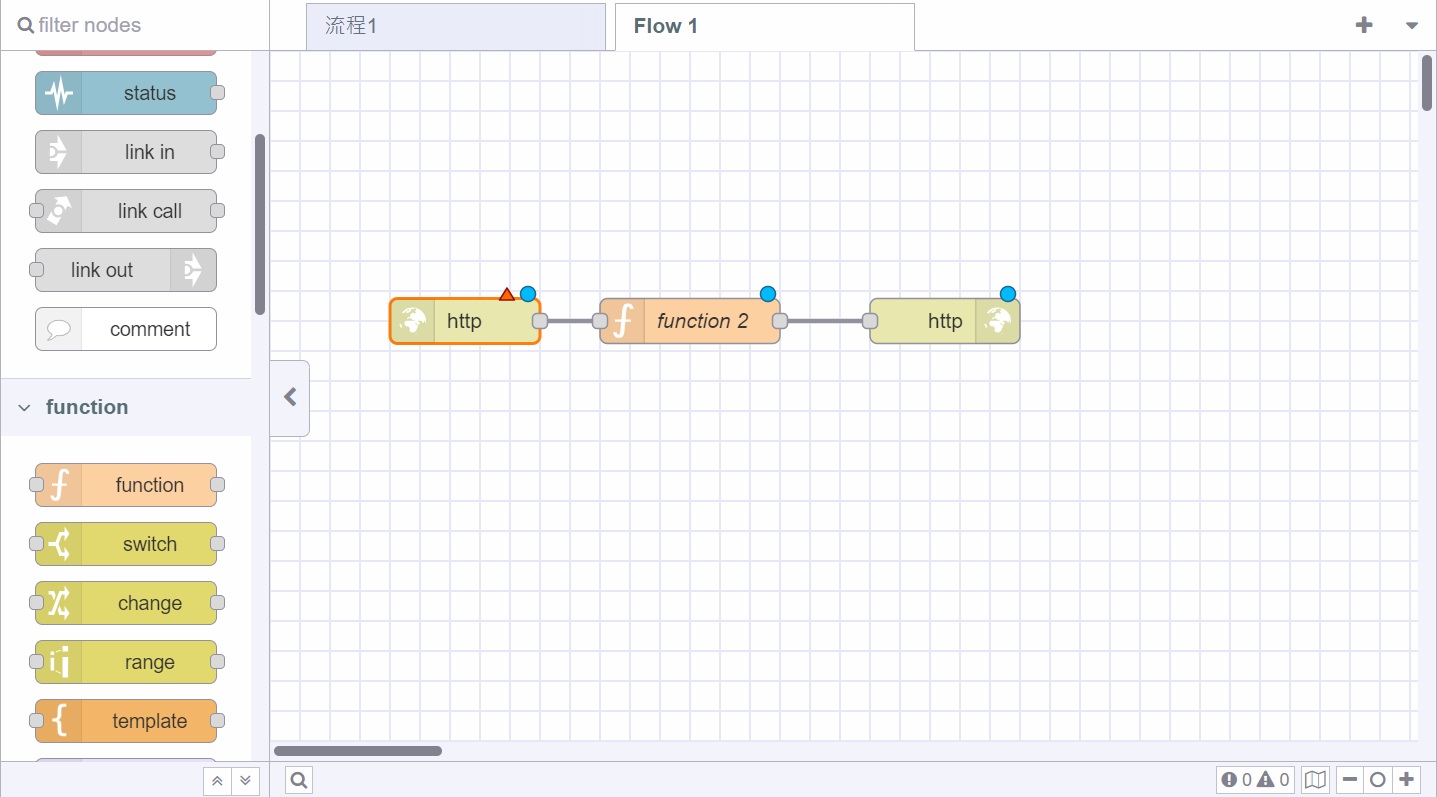 filter nodes
流程1
Flow 1
status
link in
link call
link out
comment
function
function
switch
change
range
template
http
function 2
http
0
0